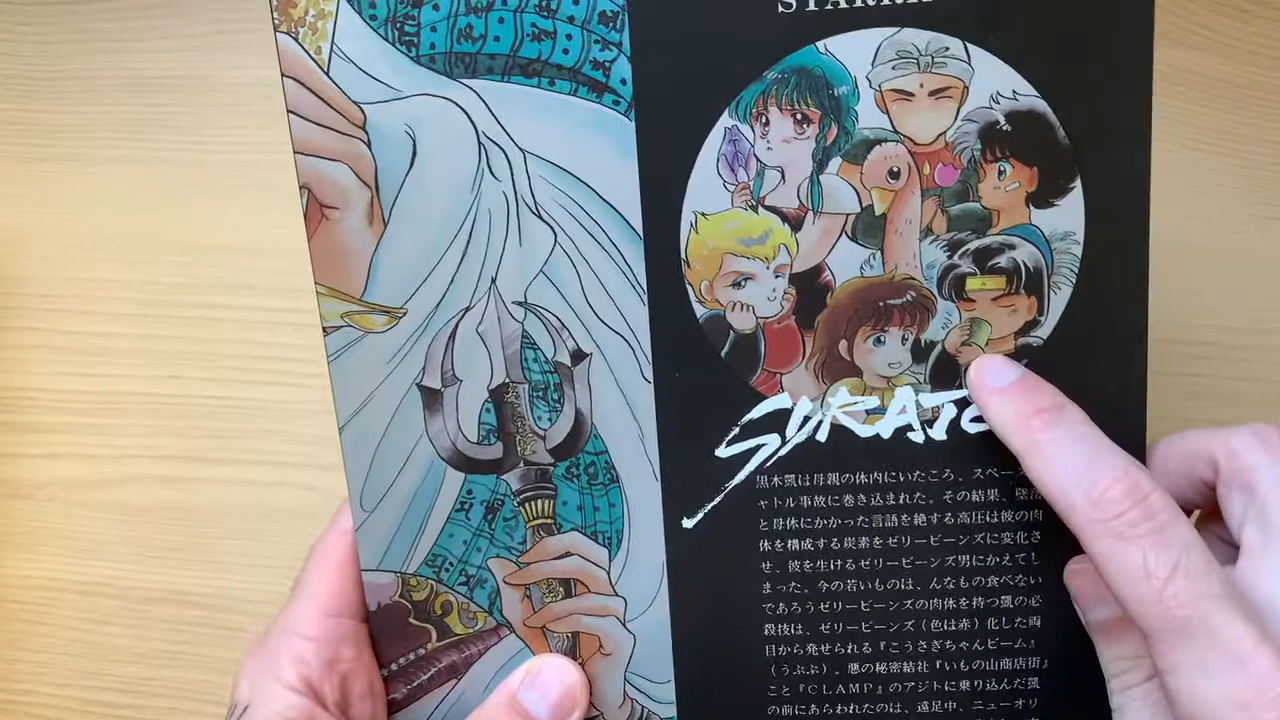 SHURATO
黒木凱は母親の体内にいたころ、スペース
ャトル事故に巻き込まれた。その結果、墜落
と母体にかかった言語を絶する高圧は彼の肉
体を構成する炭素をゼリービーンズに変化さ
せ、彼を生けるゼリービーンズ男にかえてし
まった。今の若いものは、んなもの食べない
であろうゼリービーンズの肉体を持つ凱の必
殺技は、ゼリービーンズ（色は赤）化した両
目から発せられる『こうさぎちゃんビーム』
（うぷぷ）。悪の秘密結社『いもの山商店街』
こと『CLAMP』のアジトに乗り込んだ凱
の前にあらわれたのは、遠足中、ニューオリ